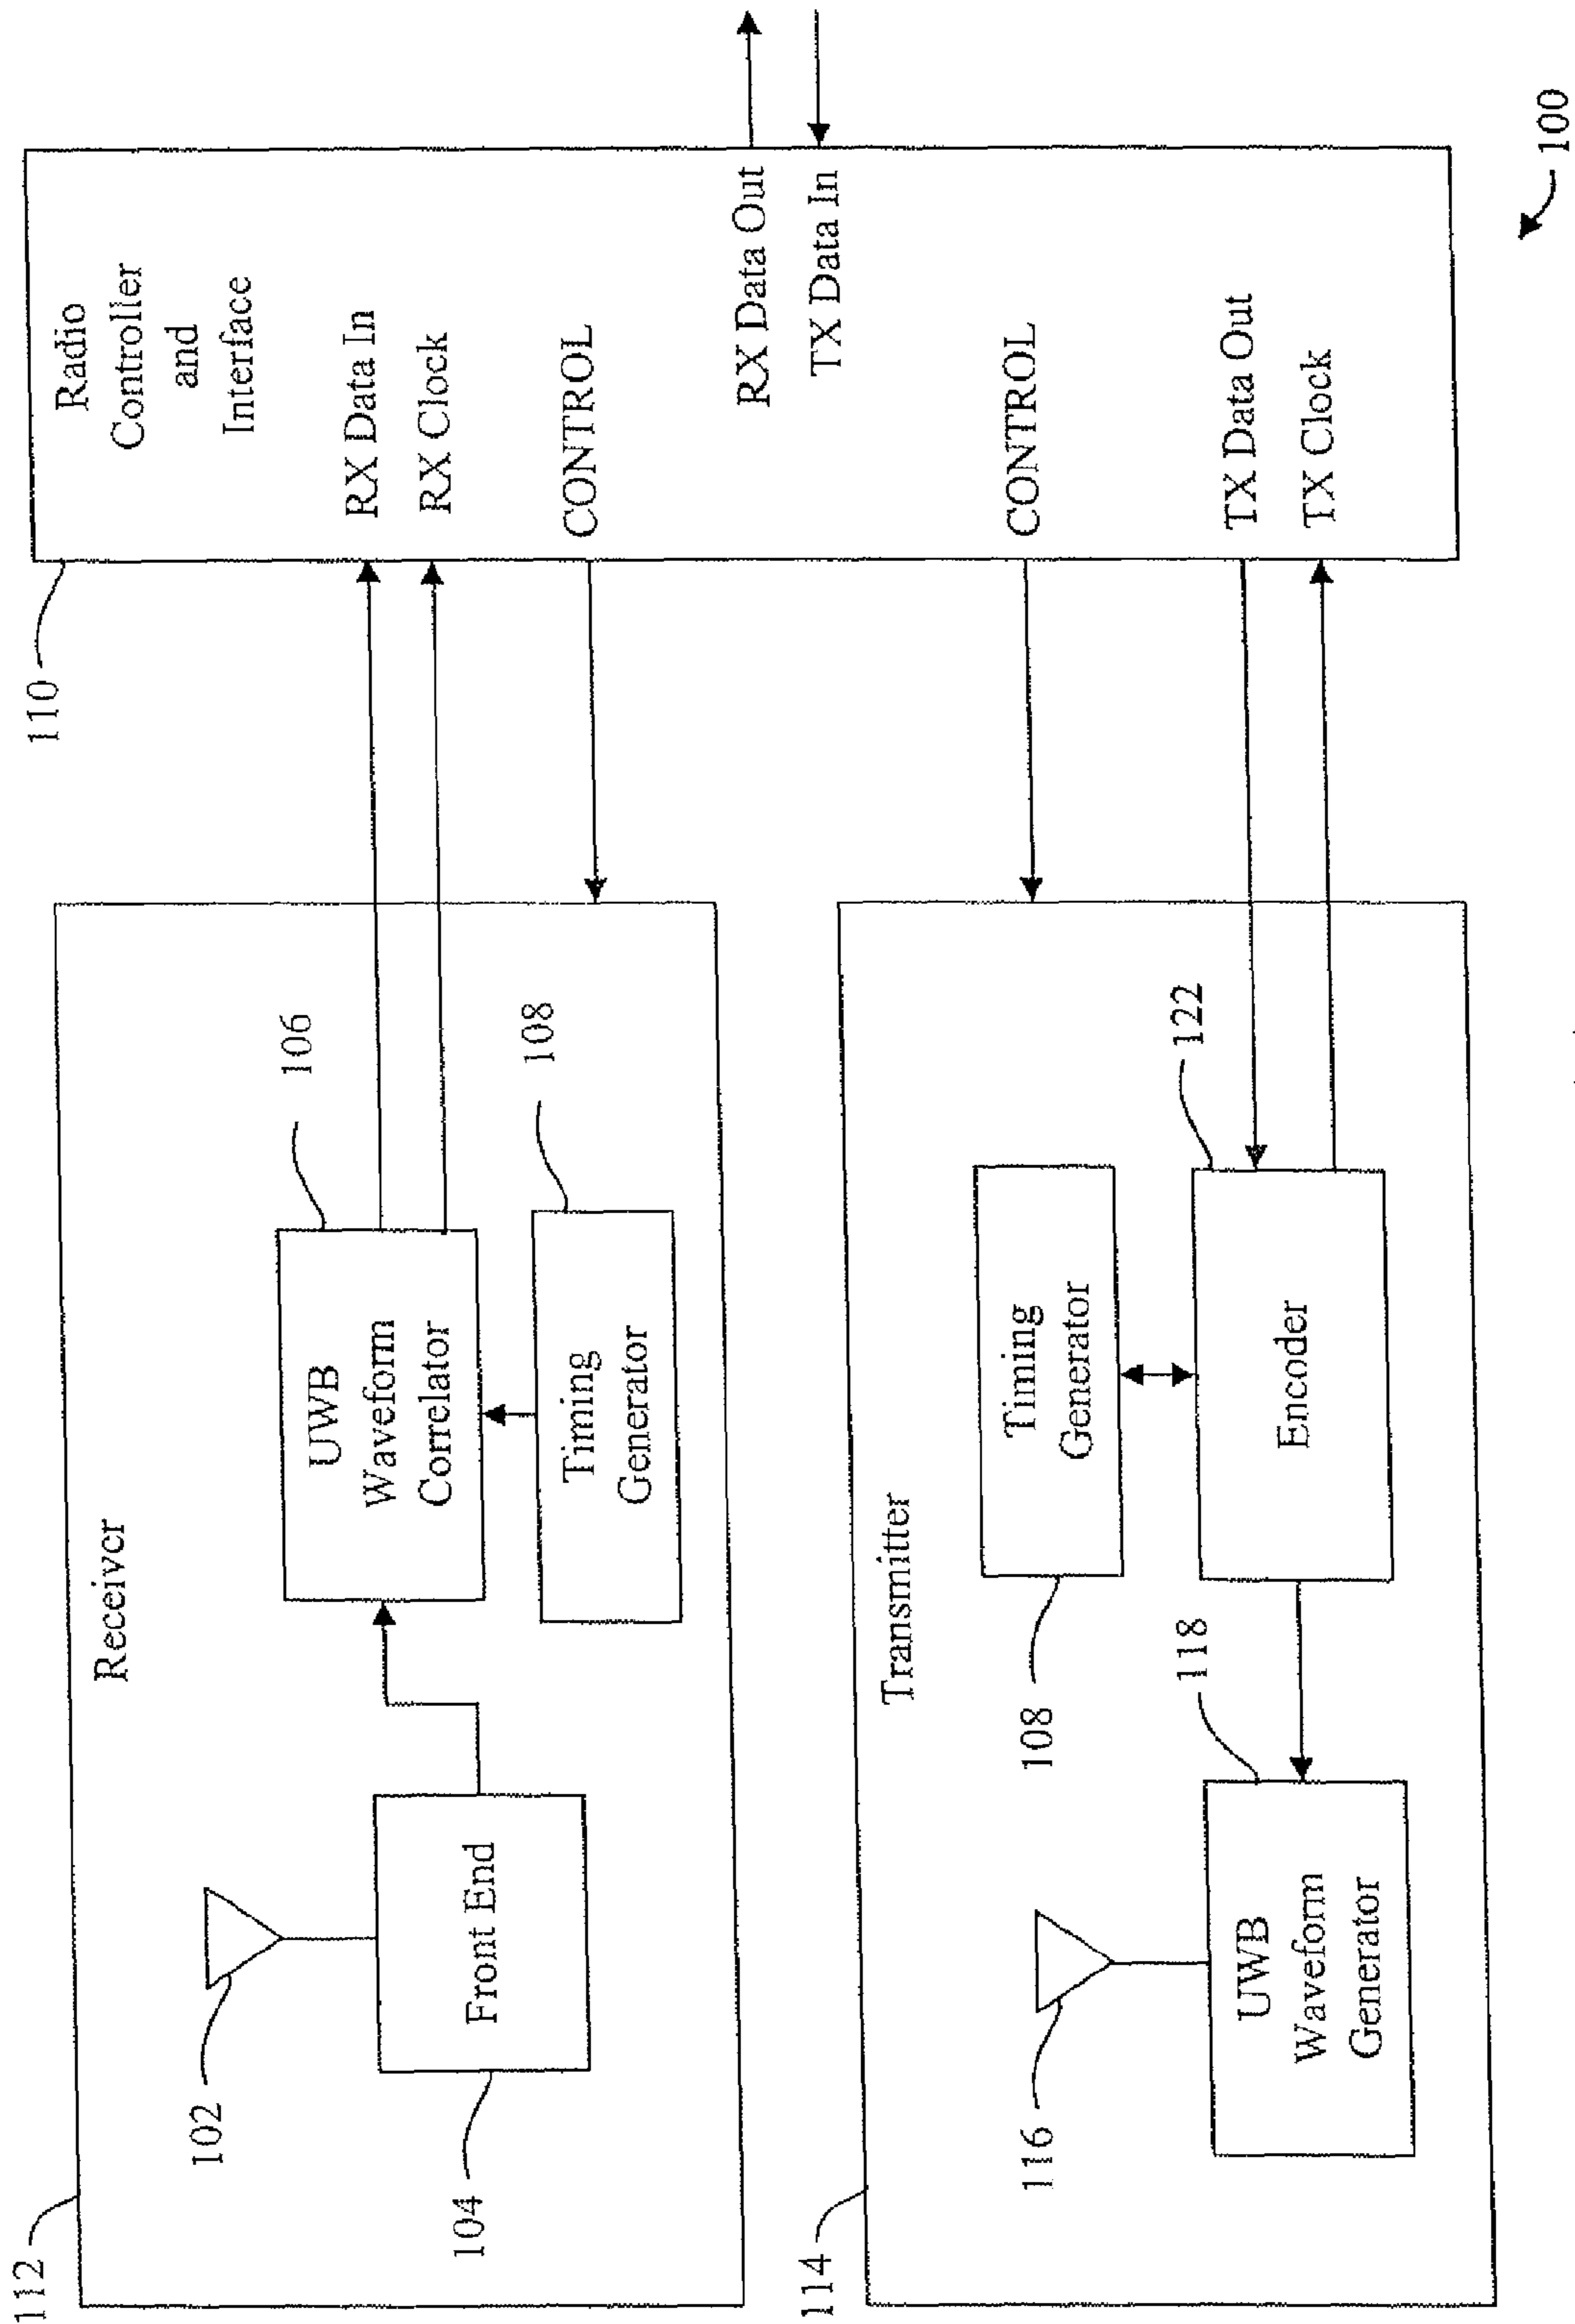 112
Receiver
102
104
Front End
106
UWB
Waveform
Correlator
108
Timing
Generator
110
Radio
Controller
and
Interface
RX Data In
RX Clock
CONTROL
RX Data Out
TX Data In
CONTROL
TX Data Out
TX Clock
114
Transmitter
116
118
UWB
Waveform
Generator
108
Timing
Generator
122
Encoder
100